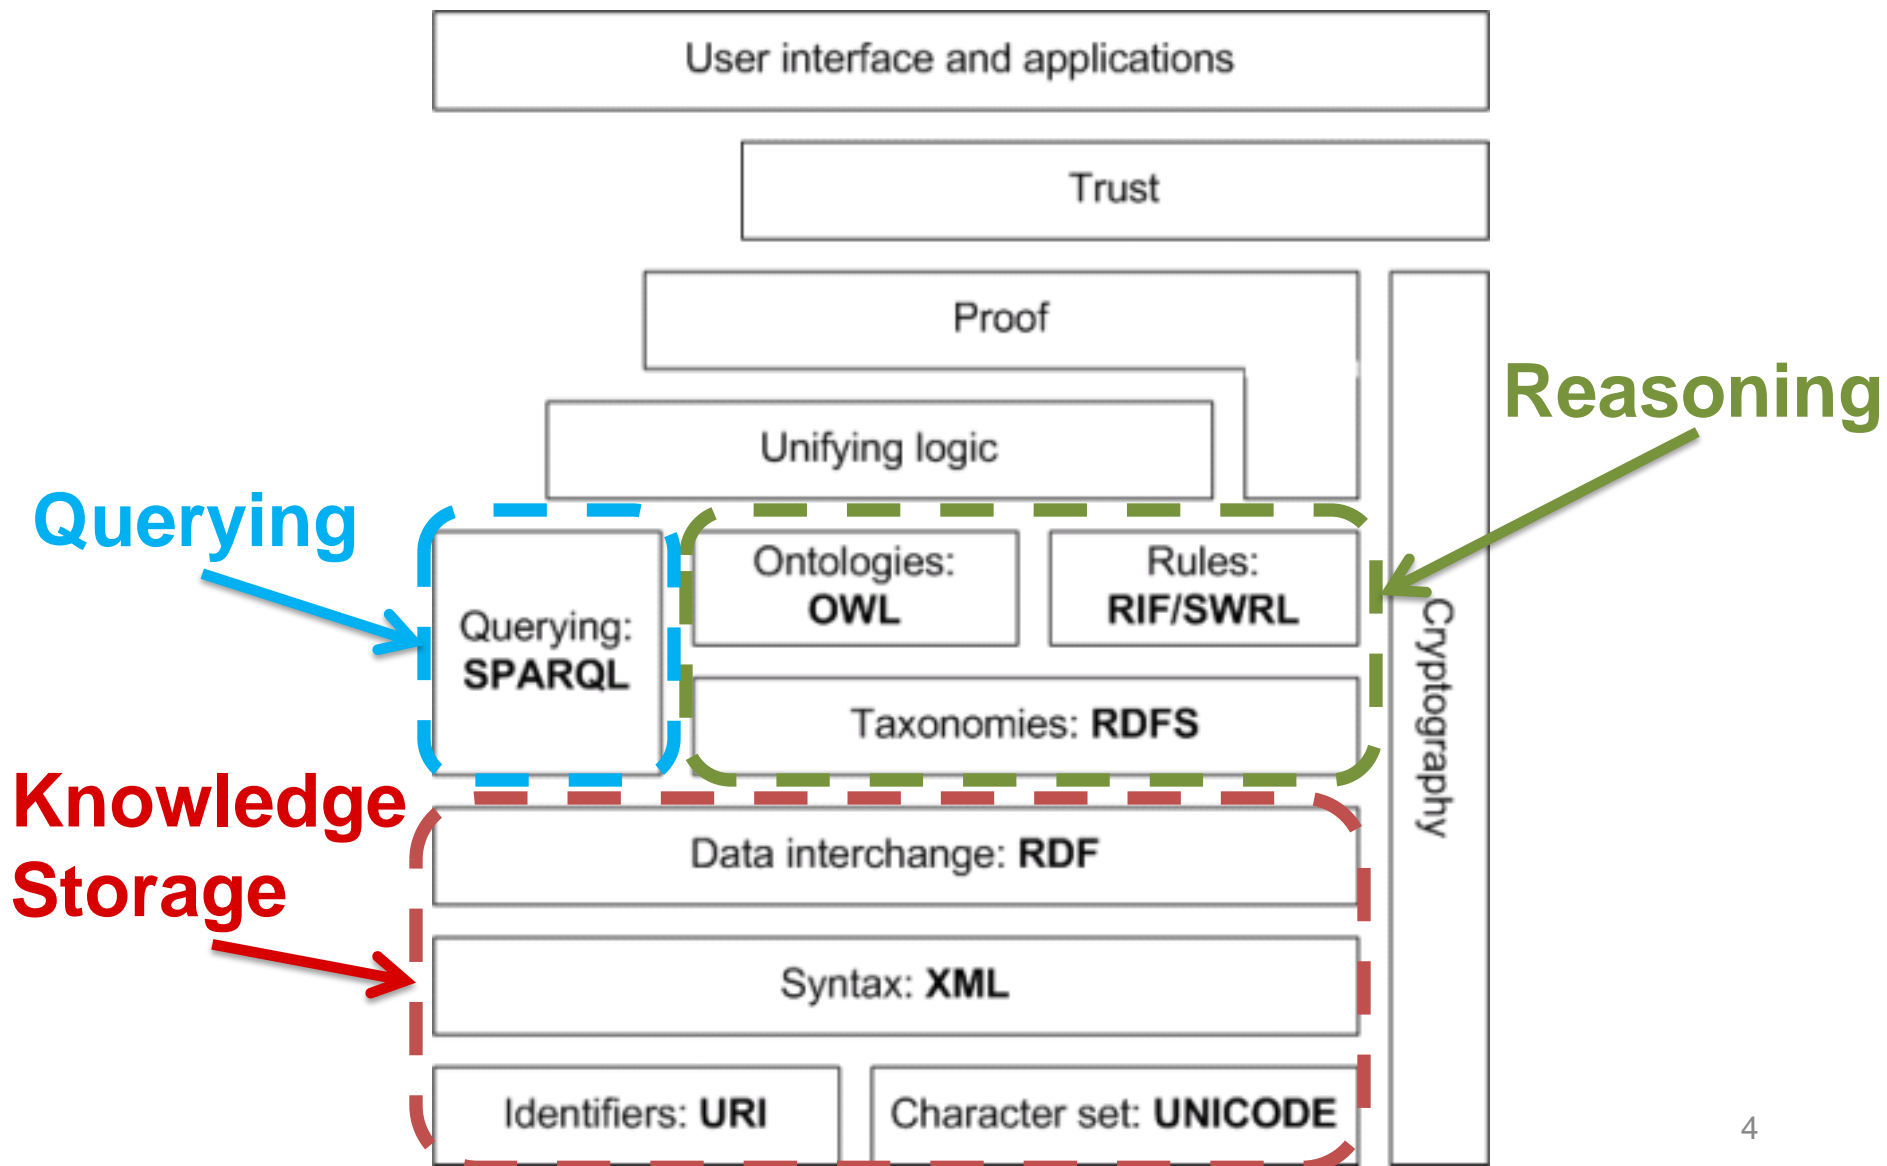 User interface and applications
Trust
Proof
Reasoning
Unifying logic
Querying
Querying:
SPARQL
Ontologies:
OWL
Rules:
RIF/SWRL
Taxonomies: RDFS
Cryptography
Knowledge
Storage
Data interchange: RDF
Syntax: XML
Identifiers: URI
Character set: UNICODE
4